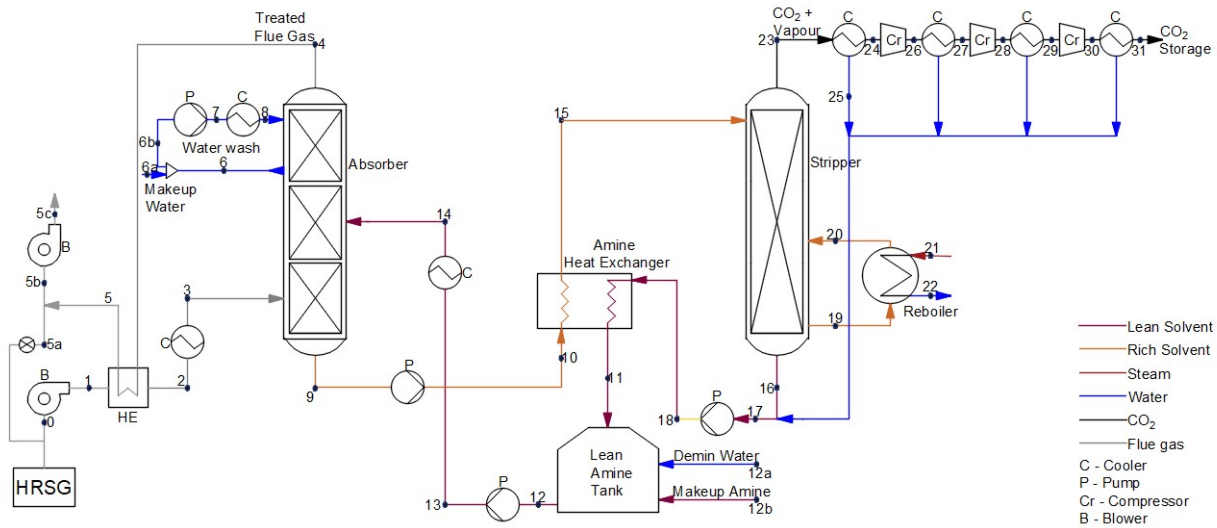 Treated
Flue Gas
4
P
7
C
8
6b
Water wash
6a
6
Makeup
Water
Absorber
5c
B
5b
5
3
5a
C
B
1
2
HE
0
HRSG
9
P
10
15
14
C
Amine
Heat Exchanger
11
13
P
12
Lean
Amine
Tank
Demin Water
12a
Makeup Amine
12b
18
P
17
16
CO2 +
Vapour
23
C
24
Cr
26
C
27
Cr
28
C
29
Cr
30
C
31
CO2
Storage
25
Stripper
20
21
22
19
Reboiler
Lean Solvent
Rich Solvent
Steam
Water
CO2
Flue gas
C - Cooler
P - Pump
Cr - Compressor
B - Blower